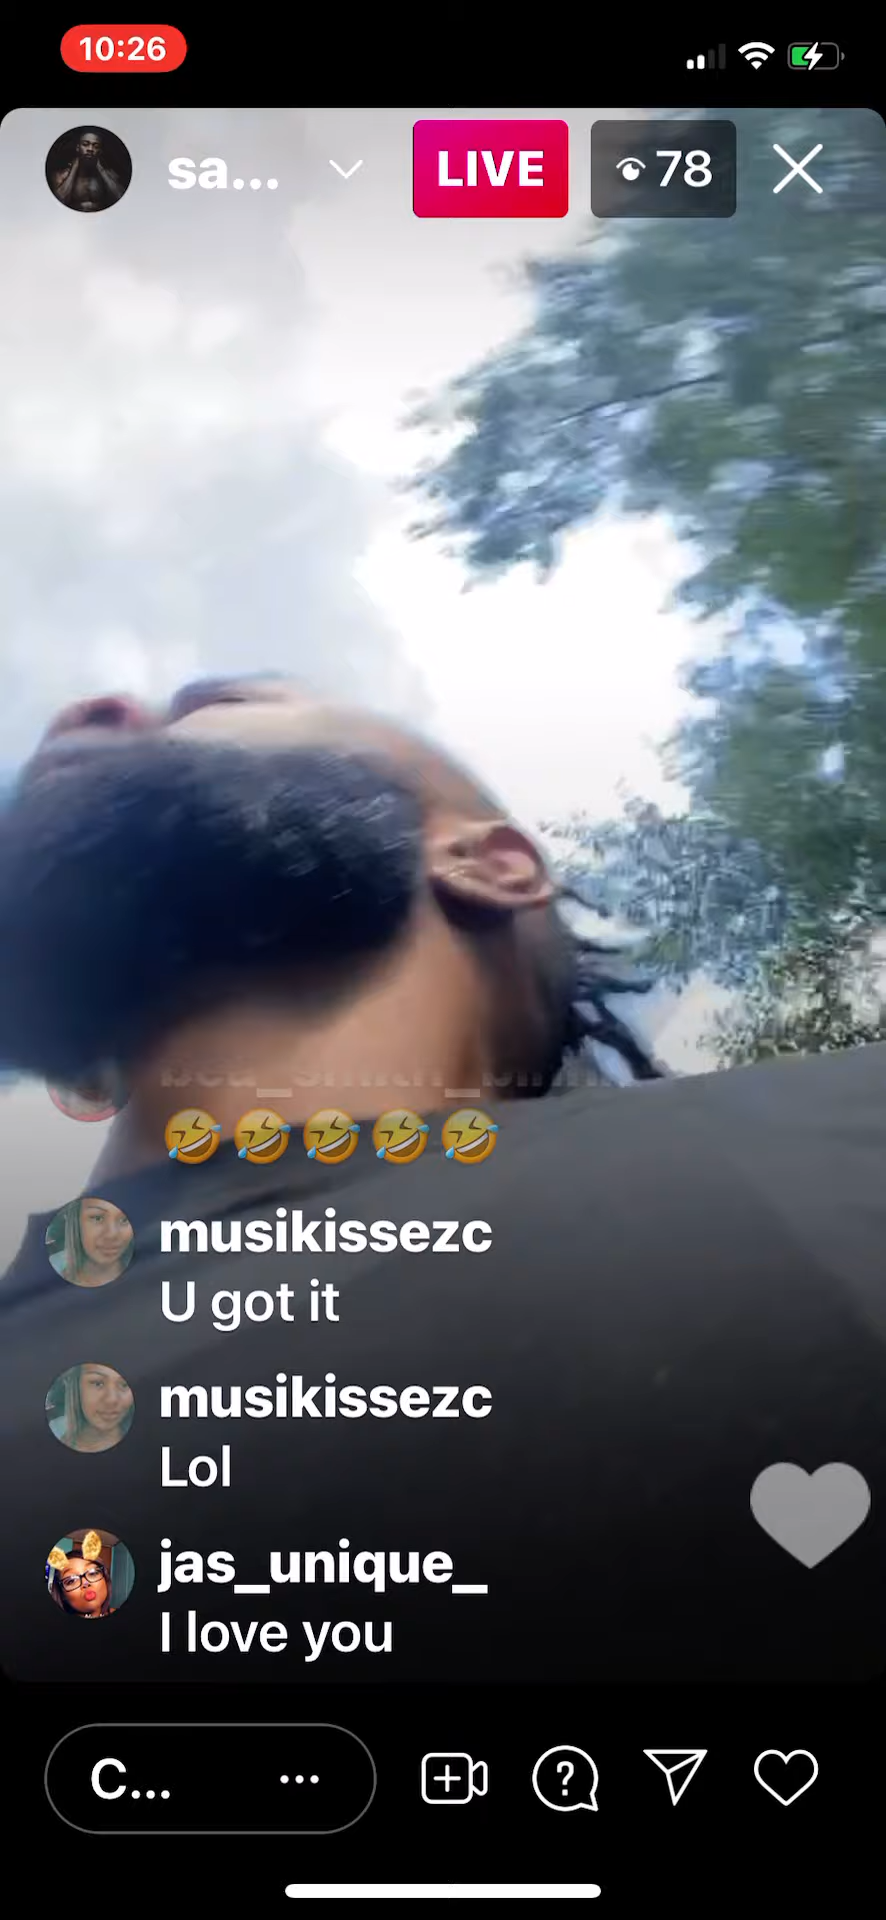 10:26
sa...
LIVE
78
🤣🤣🤣🤣🤣
musikissezc
U got it
musikissezc
Lol
jas_unique_
I love you
C...